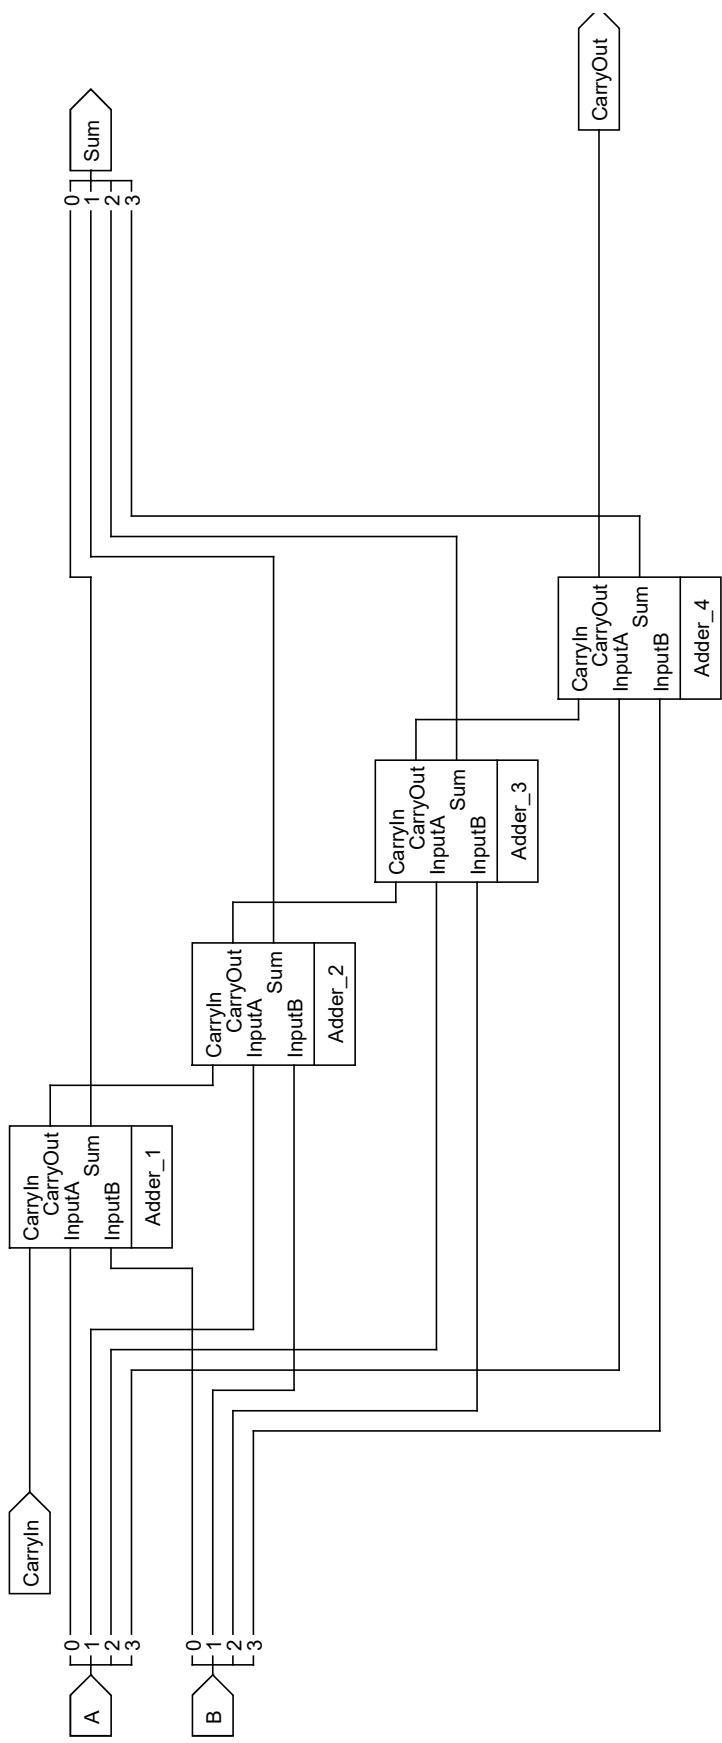 CarryIn
A
0
1
2
3
B
0
1
2
3
CarryIn
CarryOut
InputA
Sum
InputB
Adder_1
CarryIn
CarryOut
InputA
Sum
InputB
Adder_2
CarryIn
CarryOut
InputA
Sum
InputB
Adder_3
CarryIn
CarryOut
InputA
Sum
InputB
Adder_4
0
1
2
3
Sum
CarryOut